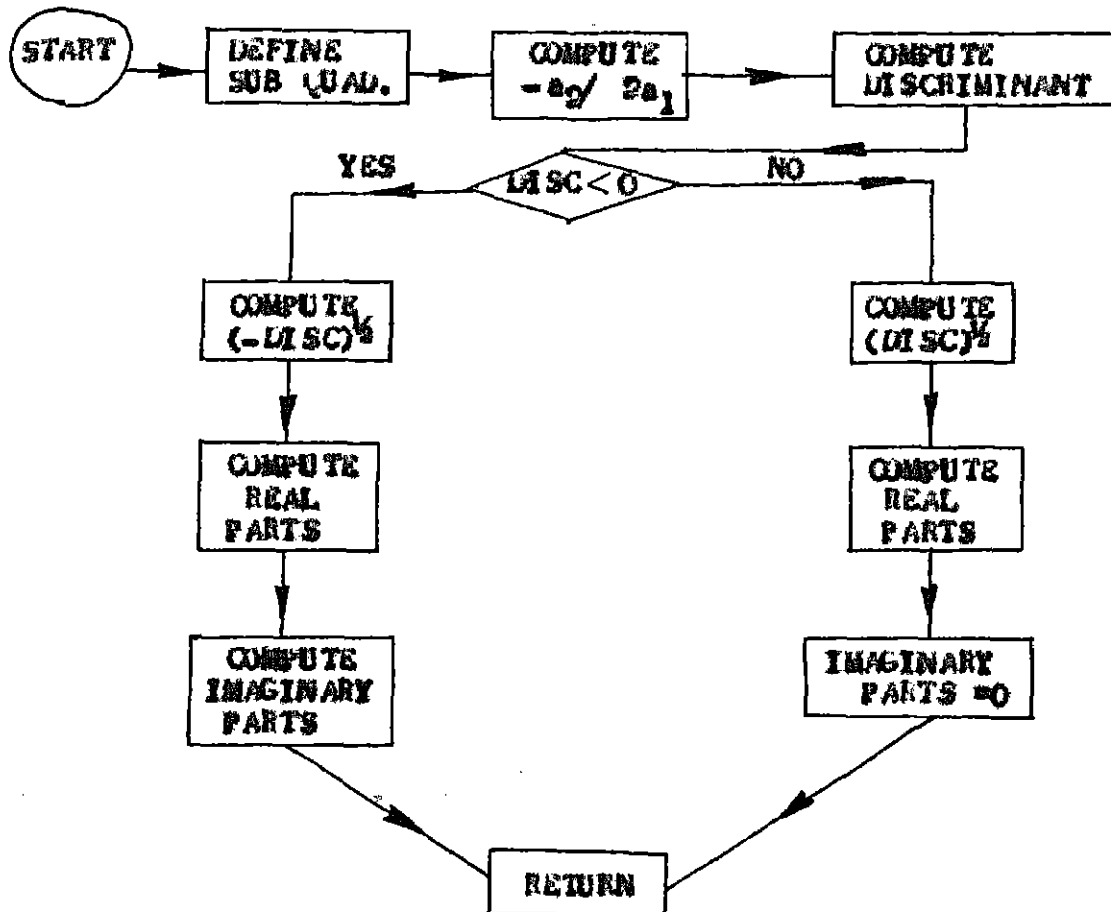 START
DEFINE
SUB QUAD.
COMPUTE
-a2/ 2a1
COMPUTE
DISCRIMINANT
YES
DISC<0
NO
COMPUTE
(-DISC)½
COMPUTE
(DISC)½
COMPUTE
REAL
PARTS
COMPUTE
REAL
PARTS
COMPUTE
IMAGINARY
PARTS
IMAGINARY
PARTS =0
RETURN